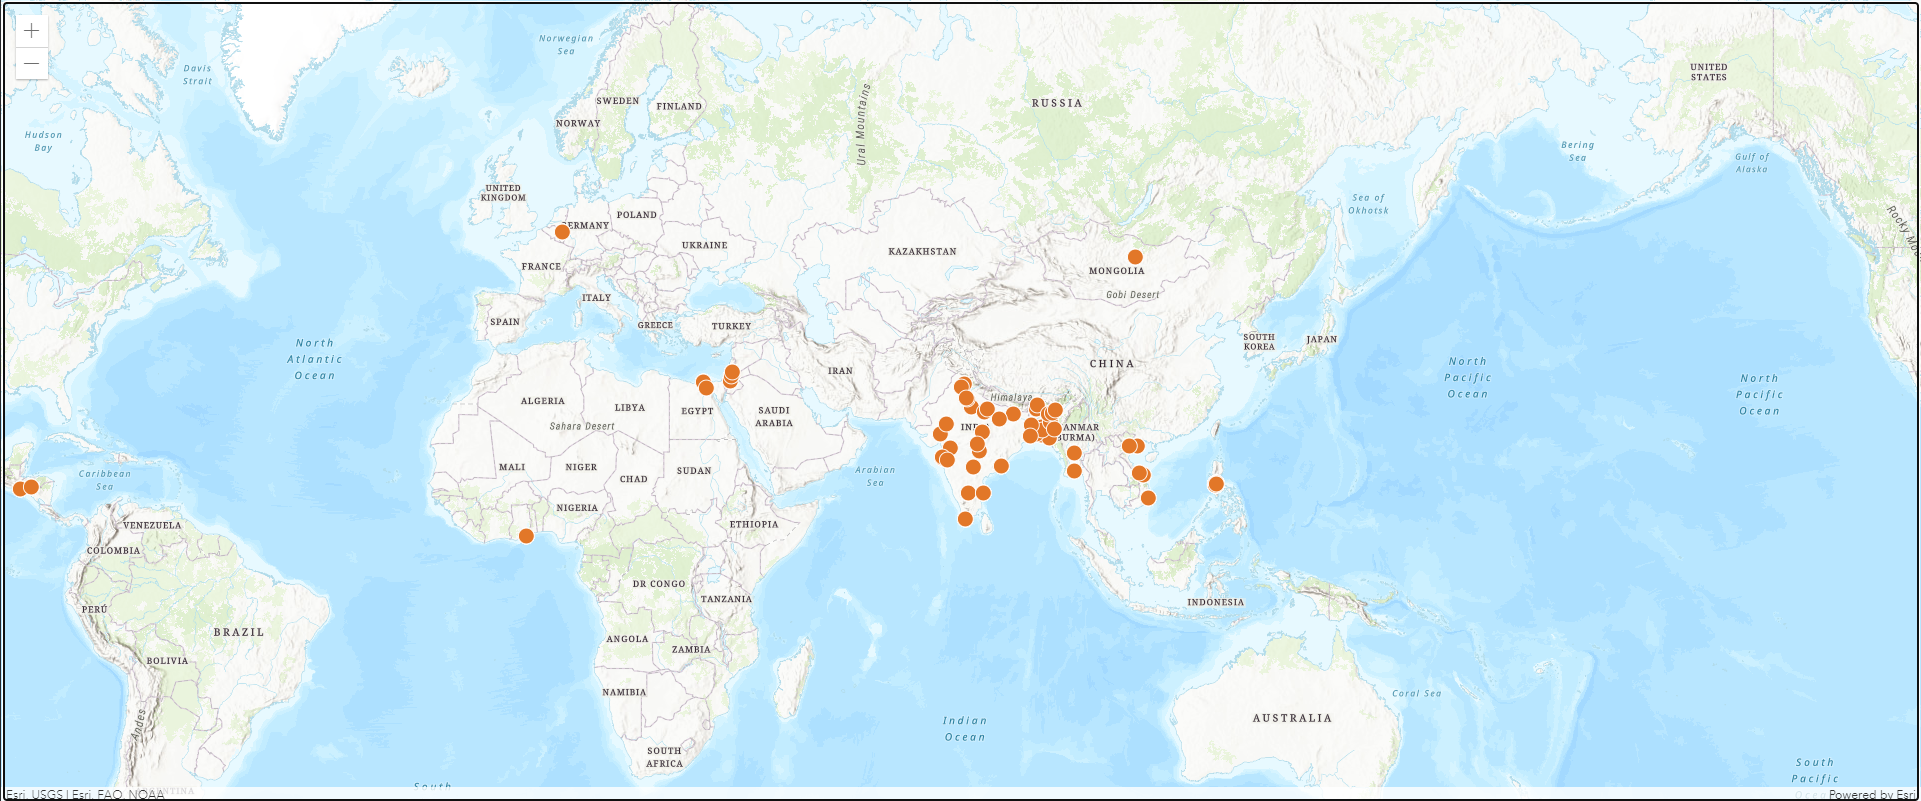 +
Norwegian
Sea
Davis
Strait
UNITED
STATES
SWEDEN
FINLAND
RUSSIA
NORWAY
Ural Mountains
Hudson
Bay
Bering
Sea
Gulf of
Alaska
UNITED
KINGDOM
Sea of
Okhotsk
POLAND
ERMANY
UKRAINE
KAZAKHSTAN
FRANCE
MONGOLIA
Gobi Desert
ITALY
SPAIN
GREECE
TURKEY
SOUTH
KOREA
JAPAN
North
Atlantic
Ocean
CHINA
IRAN
North
Pacific
Ocean
North
Pacific
Ocean
Himalaya
ALGERIA
LIBYA
EGYPT
SAUDI
ARABIA
Sahara Desert
ANMAR
BURMA)
MALI
NIGER
CHAD
SUDAN
Arabian
Sea
Caribbean
Sea
NIGERIA
VENEZUELA
ETHIOPIA
COLOMBIA
DR CONGO
TANZANIA
INDONESIA
PERÚ
BRAZIL
ANGOLA
ZAMBIA
BOLIVIA
NAMIBIA
Coral Sea
Andes
Indian
Ocean
AUSTRALIA
SOUTH
AFRICA
South
Pacific
South
Esri, USGS | Esri, FAO, NOAA
Powered by Esri